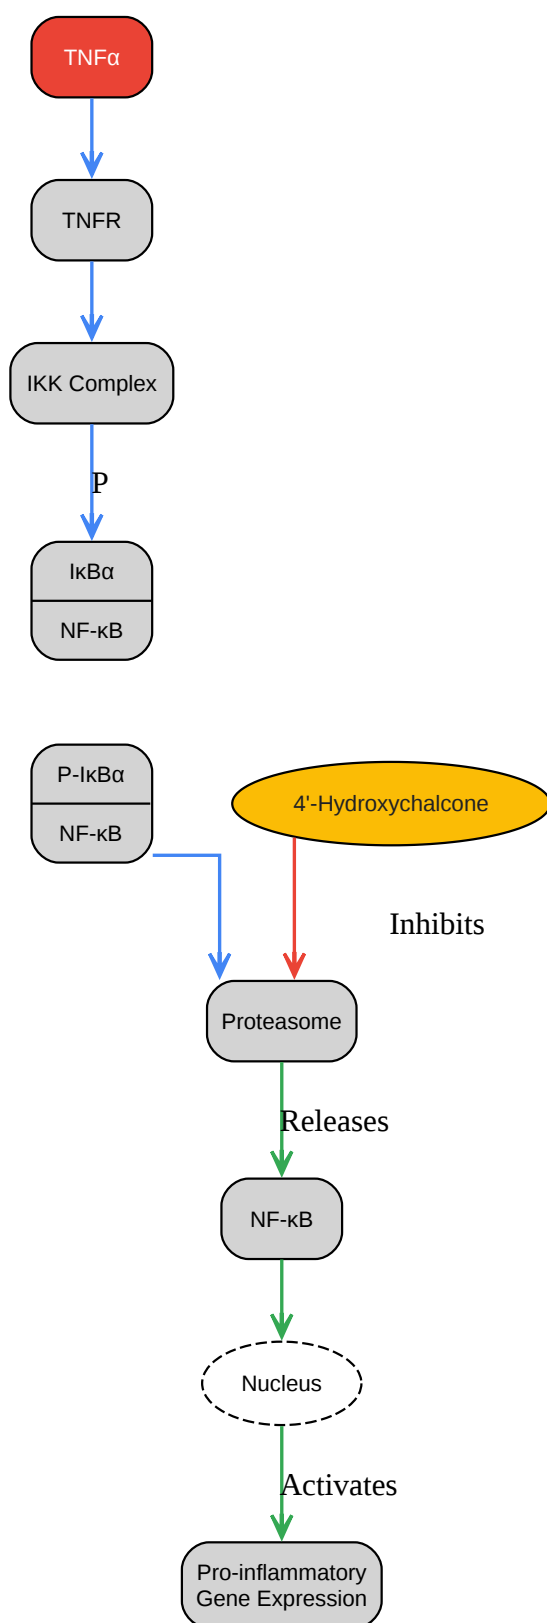 TNFα
TNFR
IKK Complex
P
IκBα
NF-κB
P-IκBα
NF-κB
4'-Hydroxychalcone
Inhibits
Proteasome
Releases
NF-κB
Nucleus
Activates
Pro-inflammatory
Gene Expression